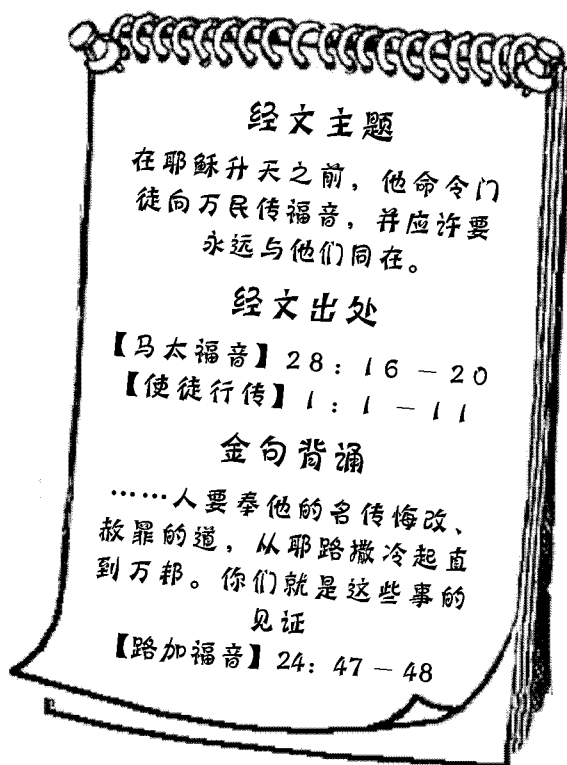 经文主题
在耶稣升天之前，他命令门
徒向万民传福音，并应许要
永远与他们同在。
经文出处
【马太福音】28：16－20
【使徒行传】1：1－11
金句背诵
……人要奉他的名传悔改、
赦罪的道，从耶路撒冷起直
到万邦。你们就是这些事的
见证
【路加福音】24：47－48